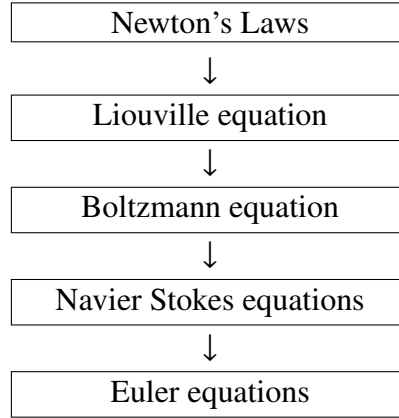 Newton’s Laws
↓
Liouville equation
↓
Boltzmann equation
↓
Navier Stokes equations
↓
Euler equations